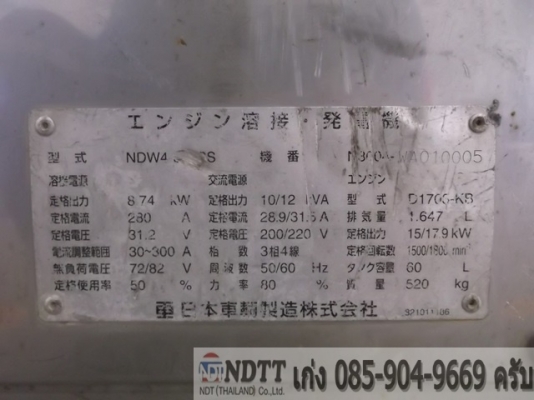 エンジン溶接・発電機
型式 NDW4 SS 機番 010005
溶接電源 交流電源 エンジン
定格出力 8.74 kW 定格出力 10/12 kVA 型式 D1703-KB
定格電流 280 A 定格電流 28.9/31.5 A 排気量 1.647 L
定格電圧 31.2 V 定格電圧 200/220 V 定格出力 15/17.9 kW
電流調整範囲 30~300 A 相数 3相4線 定格回転数 1500/1800 min⁻¹
無負荷電圧 72/82 V 周波数 50/60 Hz タンク容量 60 L
定格使用率 50 % 力率 80 % 質量 520 kg
日本車輌製造株式会社
NDT NDTT เก่ง 085-904-9669 ครับ
NDT (THAILAND) Co.,Ltd.